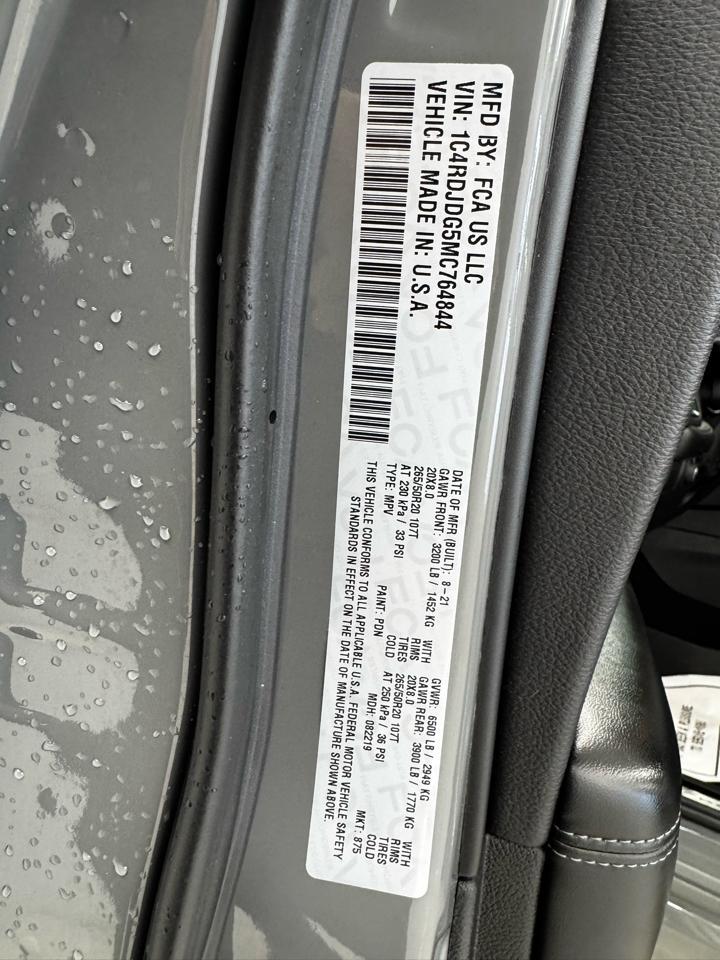 MFD BY: FCA US LLC
VIN: 1C4RDJDG5MC764844
VEHICLE MADE IN: U.S.A.
DATE OF MFR (BUILT): 8-21 GVWR: 6500 LB / 2949 KG
GAWR FRONT: 3200 LB / 1452 KG WITH GAWR REAR: 3900 LB / 1770 KG WITH
20X8.0 RIMS 20X8.0 RIMS
265/50R20 107T TIRES 265/50R20 107T TIRES
AT 230 kPa / 33 PSI COLD AT 250 kPa / 36 PSI COLD
TYPE: MPV PAINT: PDN MDH: 082219 MKT: 875
THIS VEHICLE CONFORMS TO ALL APPLICABLE U.S.A. FEDERAL MOTOR VEHICLE SAFETY
STANDARDS IN EFFECT ON THE DATE OF MANUFACTURE SHOWN ABOVE.